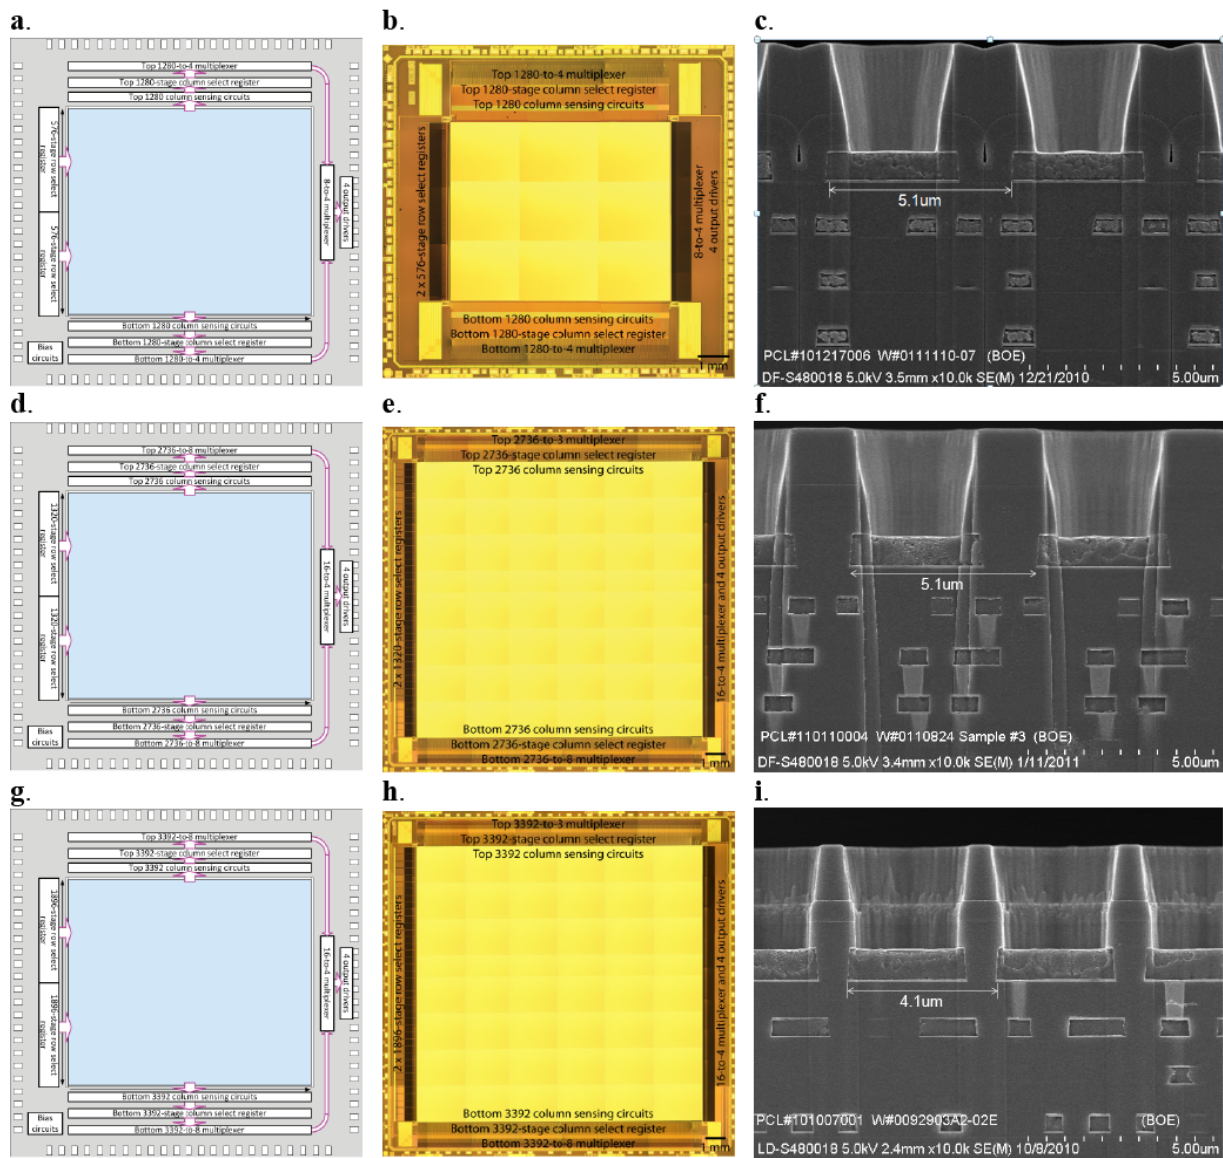 a.
Top 1280-to-4 multiplexer
Top 1280-stage column select register
Top 1280 column sensing circuits
576-stage row select
register
576-stage row select
register
8-to-4 multiplexer
4 output drivers
Bottom 1280 column sensing circuits
Bottom 1280-stage column select register
Bottom 1280-to-4 multiplexer
Bias
circuits
b.
Top 1280-to-4 multiplexer
Top 1280-stage column select register
Top 1280 column sensing circuits
2 x 576-stage row select registers
8-to-4 multiplexer
4 output drivers
Bottom 1280 column sensing circuits
Bottom 1280-stage column select register
Bottom 1280-to-4 multiplexer
1 mm
c.
5.1um
PCL#101217006 W#0111110-07 (BOE)
DF-S480018 5.0kV 3.5mm x10.0k SE(M) 12/21/2010
5.00um
d.
Top 2736-to-8 multiplexer
Top 2736-stage column select register
Top 2736 column sensing circuits
1320-stage row select
register
1320-stage row select
register
16-to-4 multiplexer
4 output drivers
Bottom 2736 column sensing circuits
Bottom 2736-stage column select register
Bottom 2736-to-8 multiplexer
Bias
circuits
e.
Top 2736-to-3 multiplexer
Top 2736-stage column select register
Top 2736 column sensing circuits
2 x 1320-stage row select registers
16-to-4 multiplexer and 4 output drivers
Bottom 2736 column sensing circuits
Bottom 2736-stage column select register
Bottom 2736-to-8 multiplexer
1 mm
f.
5.1um
PCL#110110004 W#0110824 Sample #3 (BOE)
DF-S480018 5.0kV 3.4mm x10.0k SE(M) 1/11/2011
5.00um
g.
Top 3392-to-8 multiplexer
Top 3392-stage column select register
Top 3392 column sensing circuits
1896-stage row select
register
1896-stage row select
register
16-to-4 multiplexer
4 output drivers
Bottom 3392 column sensing circuits
Bottom 3392-stage column select register
Bottom 3392-to-8 multiplexer
Bias
circuits
h.
Top 3392-to-3 multiplexer
Top 3392-stage column select register
Top 3392 column sensing circuits
2 x 1896-stage row select registers
16-to-4 multiplexer and 4 output drivers
Bottom 3392 column sensing circuits
Bottom 3392-stage column select register
Bottom 3392-to-8 multiplexer
1 mm
i.
4.1um
PCL#101007001 W#0092903A2-02E (BOE)
LD-S480018 5.0kV 2.4mm x10.0k SE(M) 10/8/2010
5.00um